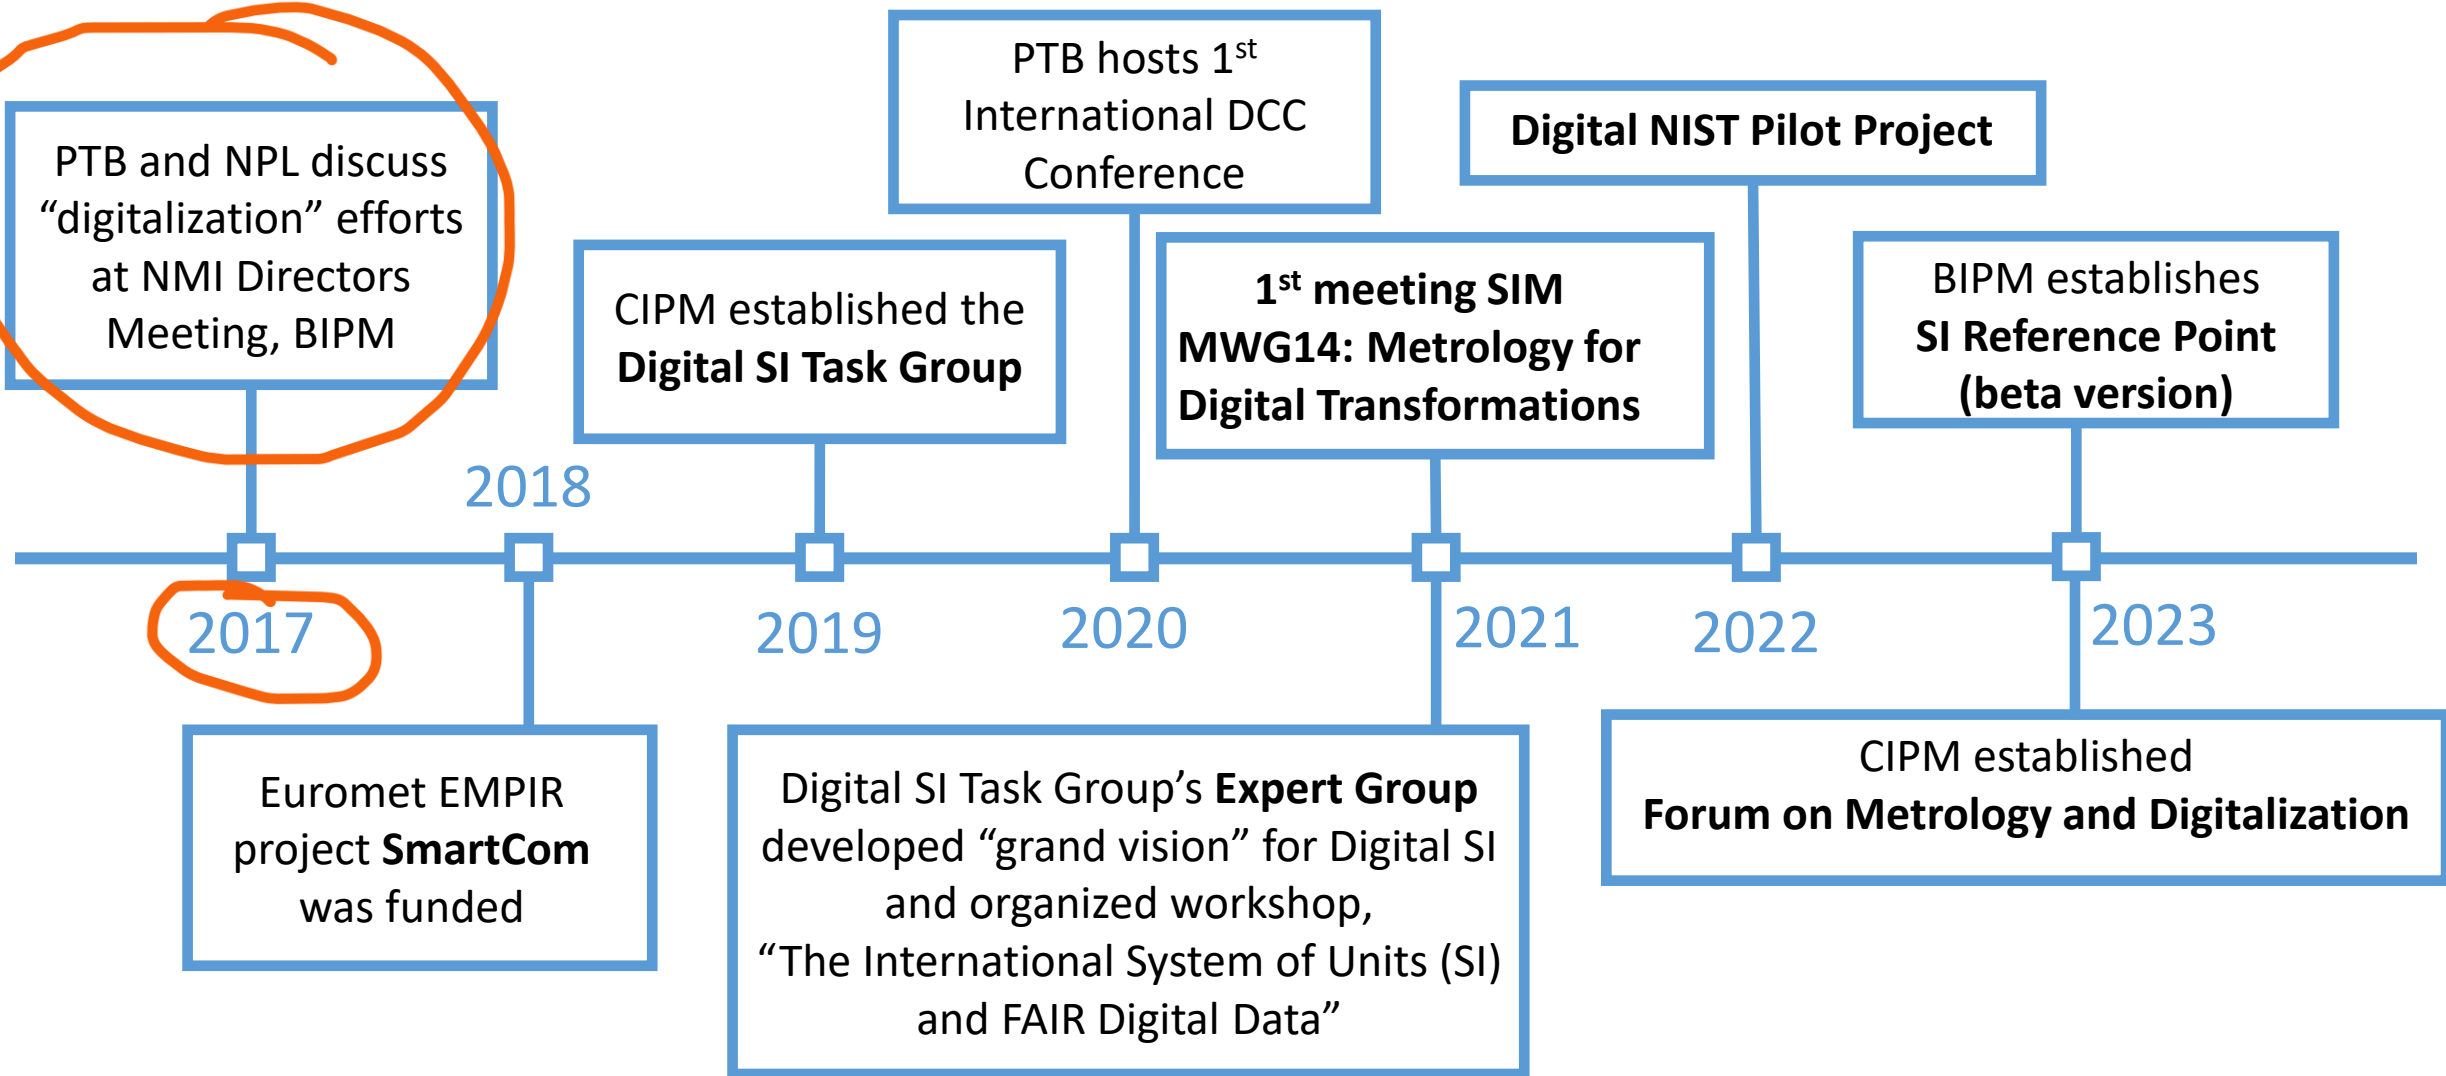 PTB and NPL discuss
“digitalization” efforts
at NMI Directors
Meeting, BIPM
2017
2018
Euromet EMPIR
project SmartCom
was funded
CIPM established the
Digital SI Task Group
2019
PTB hosts 1st
International DCC
Conference
2020
1st meeting SIM
MWG14: Metrology for
Digital Transformations
2021
Digital SI Task Group’s Expert Group
developed “grand vision” for Digital SI
and organized workshop,
“The International System of Units (SI)
and FAIR Digital Data”
Digital NIST Pilot Project
2022
BIPM establishes
SI Reference Point
(beta version)
2023
CIPM established
Forum on Metrology and Digitalization